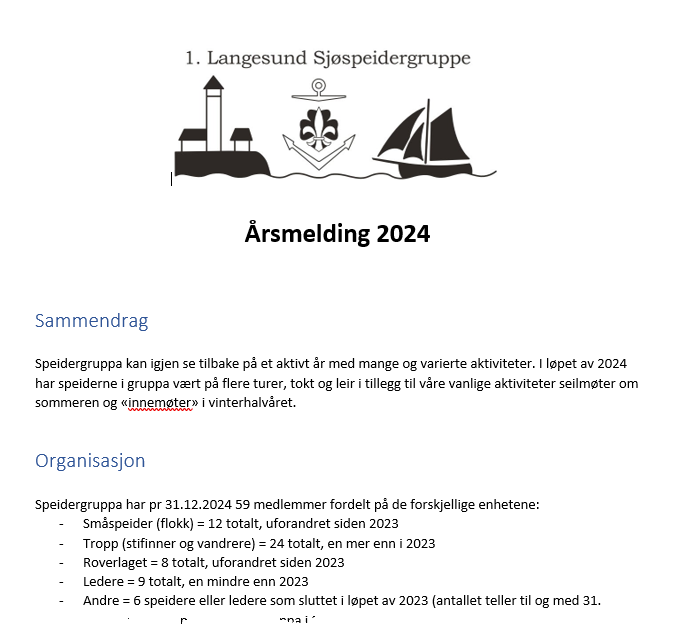 1. Langesund Sjøspeidergruppe
Årsmelding 2024
Sammendrag
Speidergruppa kan igjen se tilbake på et aktivt år med mange og varierte aktiviteter. I løpet av 2024
har speiderne i gruppa vært på flere turer, tokt og leir i tillegg til våre vanlige aktiviteter seilmøter om
sommeren og «innemøter» i vinterhalvåret.
Organisasjon
Speidergruppa har pr 31.12.2024 59 medlemmer fordelt på de forskjellige enhetene:
- Småspeider (flokk) = 12 totalt, uforandret siden 2023
- Tropp (stifinner og vandrere) = 24 totalt, en mer enn i 2023
- Roverlaget = 8 totalt, uforandret siden 2023
- Ledere = 9 totalt, en mindre enn 2023
- Andre = 6 speidere eller ledere som sluttet i løpet av 2023 (antallet teller til og med 31.